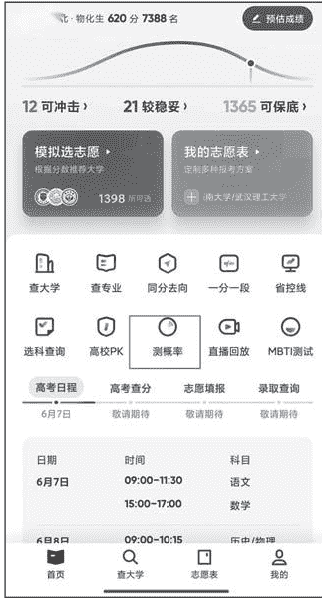 北·物化生 620 分 7388 名
预估成绩
12 可冲击 ›
21 较稳妥 ›
1365 可保底 ›
模拟选志愿
根据分数推荐大学
1398 所可选
我的志愿表
定制多种报考方案
南大学/武汉理工大学
查大学
查专业
同分去向
一分一段
省控线
选科查询
高校PK
测概率
直播回放
MBTI测试
高考日程
高考查分
志愿填报
录取查询
6月7日
敬请期待
敬请期待
敬请期待
日期
时间
科目
6月7日
09:00-11:30
语文
15:00-17:00
数学
6月8日
09:00-10:15
历史/物理
首页
查大学
志愿表
我的